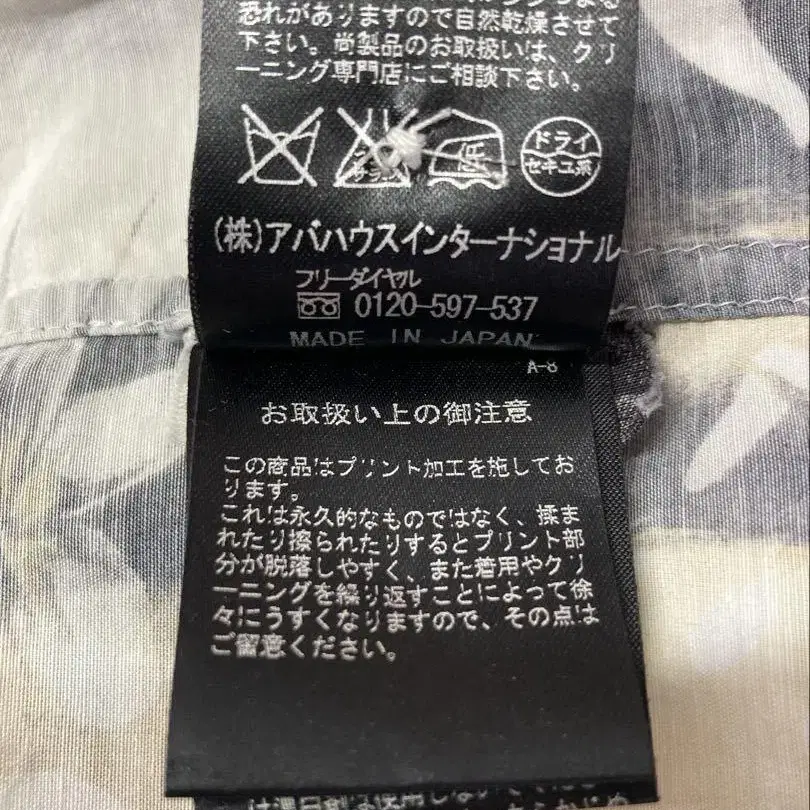 恐れがありますので自然乾燥させて
下さい。尚製品のお取扱いは、クリ
ーニング専門店にご相談下さい。
エンソ
サラシ
低
ドライ
セキユ系
(株)アバハウスインターナショナル
フリーダイヤル
0120-597-537
MADE IN JAPAN
A-8
お取扱い上の御注意
この商品はプリント加工を施してお
ります。
これは永久的なものではなく、揉ま
れたり擦られたりするとプリント部
分が脱落しやすく、また着用やクリ
ーニングを繰り返すことによって徐
々にうすくなりますので、その点は
ご留意ください。